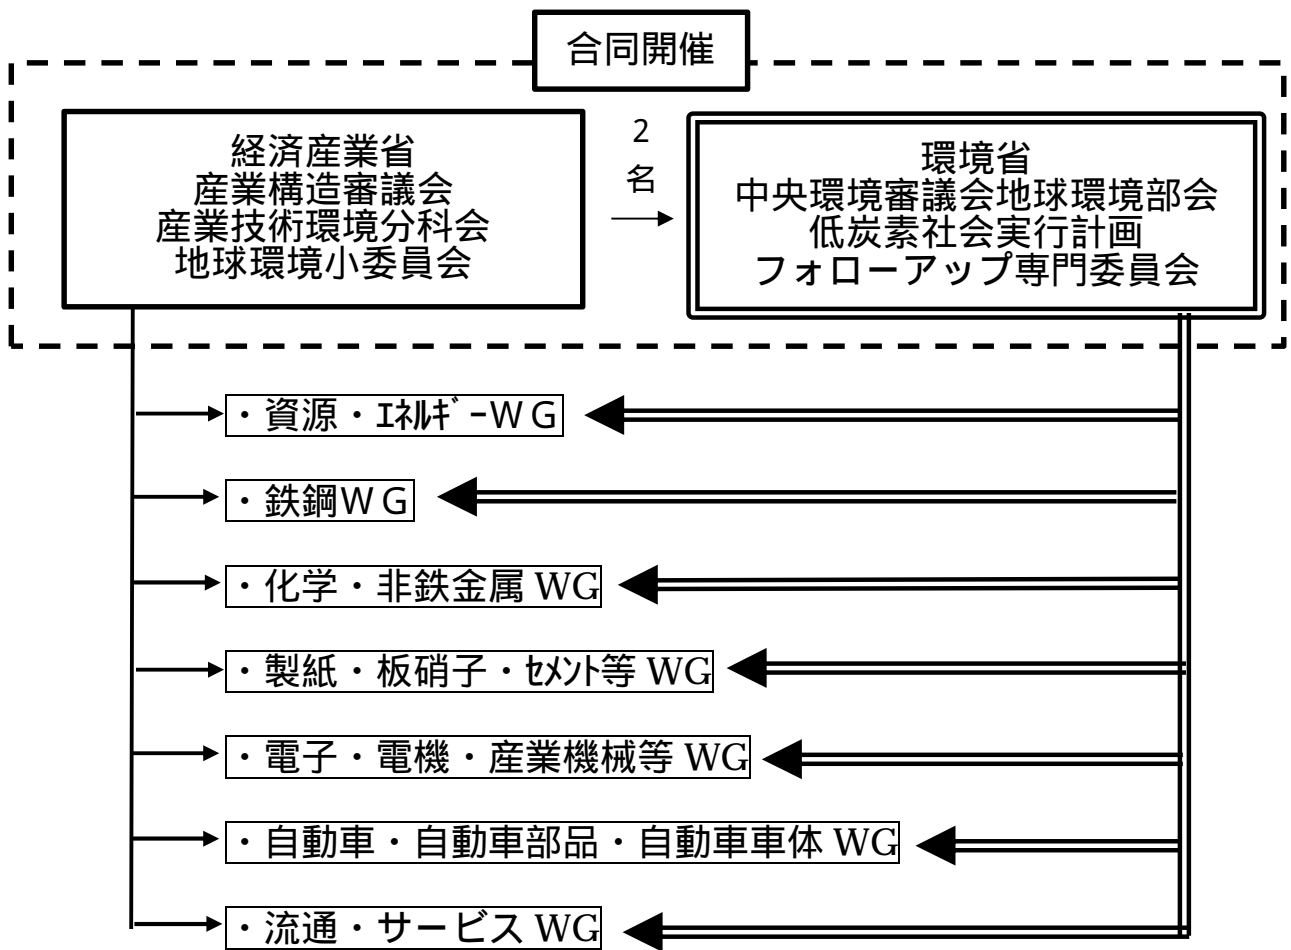 合同開催
経済産業省
産業構造審議会
産業技術環境分科会
地球環境小委員会
2
名
環境省
中央環境審議会地球環境部会
低炭素社会実行計画
フォローアップ専門委員会
・資源・ｴﾈﾙｷﾞｰＷＧ
・鉄鋼ＷＧ
・化学・非鉄金属 WG
・製紙・板硝子・ｾﾒﾝﾄ等 WG
・電子・電機・産業機械等 WG
・自動車・自動車部品・自動車車体 WG
・流通・サービス WG